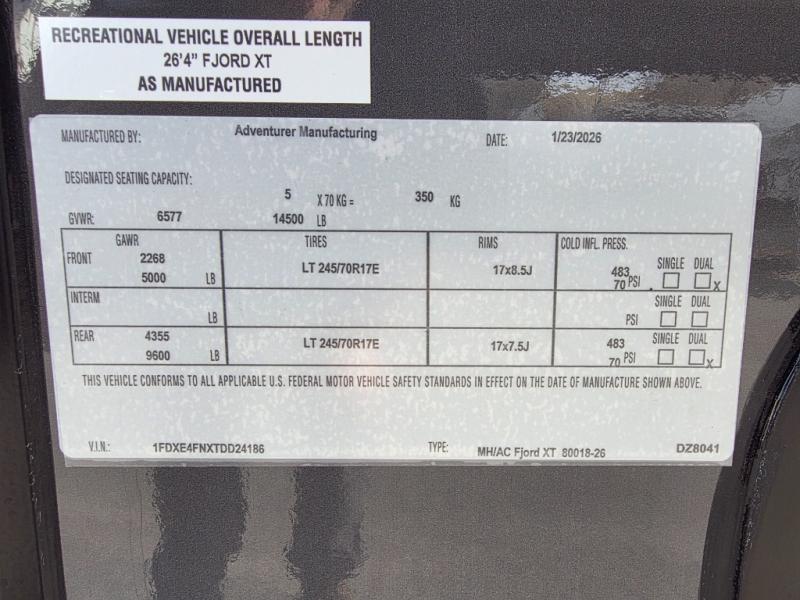 RECREATIONAL VEHICLE OVERALL LENGTH
26'4" FJORD XT
AS MANUFACTURED
MANUFACTURED BY: Adventurer Manufacturing DATE: 1/23/2026
DESIGNATED SEATING CAPACITY: 5 X 70 KG = 350 KG
GVWR: 6577 14500 LB
GAWR TIRES RIMS COLD INFL. PRESS.
FRONT 2268 SINGLE DUAL
5000 LB LT 245/70R17E 17x8.5J 483 70 PSI ☐ ☐ X
INTERM SINGLE DUAL
LB PSI ☐ ☐
REAR 4355 SINGLE DUAL
9600 LB LT 245/70R17E 17x7.5J 483 70 PSI ☐ ☐ X
THIS VEHICLE CONFORMS TO ALL APPLICABLE U.S. FEDERAL MOTOR VEHICLE SAFETY STANDARDS IN EFFECT ON THE DATE OF MANUFACTURE SHOWN ABOVE.
V.I.N.: 1FDXE4FNXTDD24186 TYPE: MH/AC Fjord XT 80018-26 DZ8041